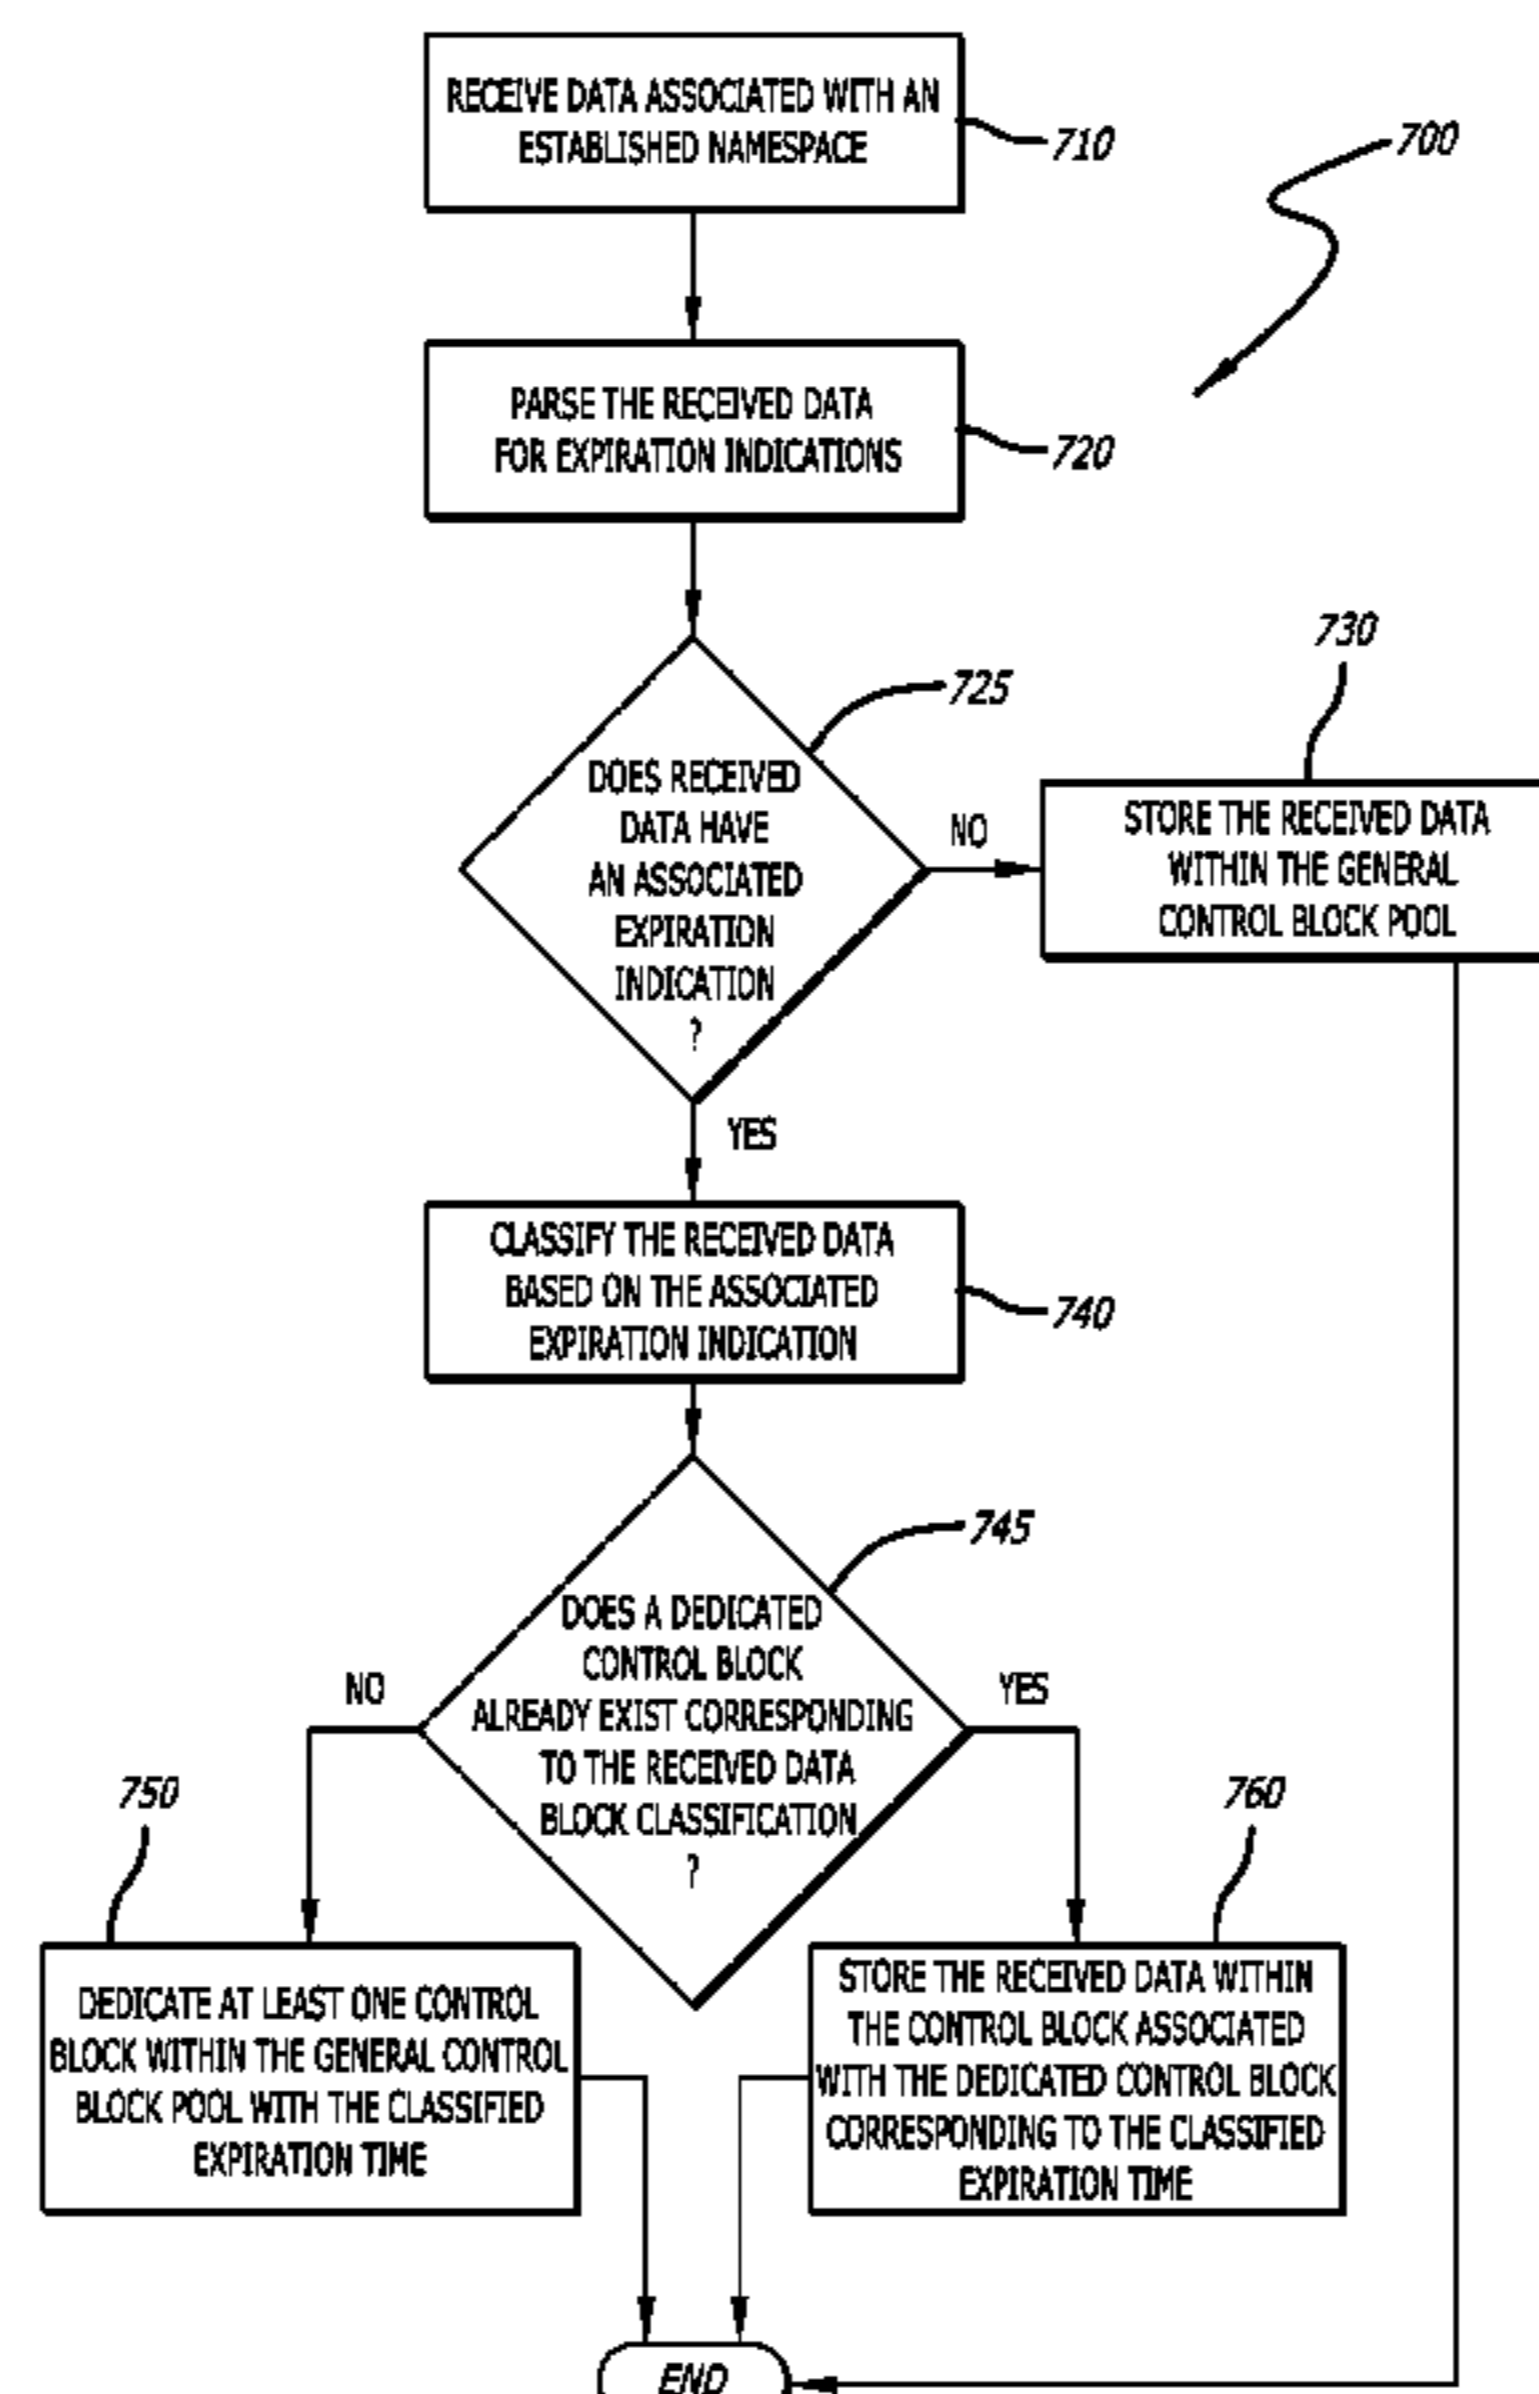 RECEIVE DATA ASSOCIATED WITH AN
ESTABLISHED NAMESPACE
710
700
PARSE THE RECEIVED DATA
FOR EXPIRATION INDICATIONS
720
725
DOES RECEIVED
DATA HAVE
AN ASSOCIATED
EXPIRATION
INDICATION
?
NO
730
STORE THE RECEIVED DATA
WITHIN THE GENERAL
CONTROL BLOCK POOL
YES
CLASSIFY THE RECEIVED DATA
BASED ON THE ASSOCIATED
EXPIRATION INDICATION
740
745
DOES A DEDICATED
CONTROL BLOCK
ALREADY EXIST CORRESPONDING
TO THE RECEIVED DATA
BLOCK CLASSIFICATION
?
NO
YES
750
DEDICATE AT LEAST ONE CONTROL
BLOCK WITHIN THE GENERAL CONTROL
BLOCK POOL WITH THE CLASSIFIED
EXPIRATION TIME
760
STORE THE RECEIVED DATA WITHIN
THE CONTROL BLOCK ASSOCIATED
WITH THE DEDICATED CONTROL BLOCK
CORRESPONDING TO THE CLASSIFIED
EXPIRATION TIME
END